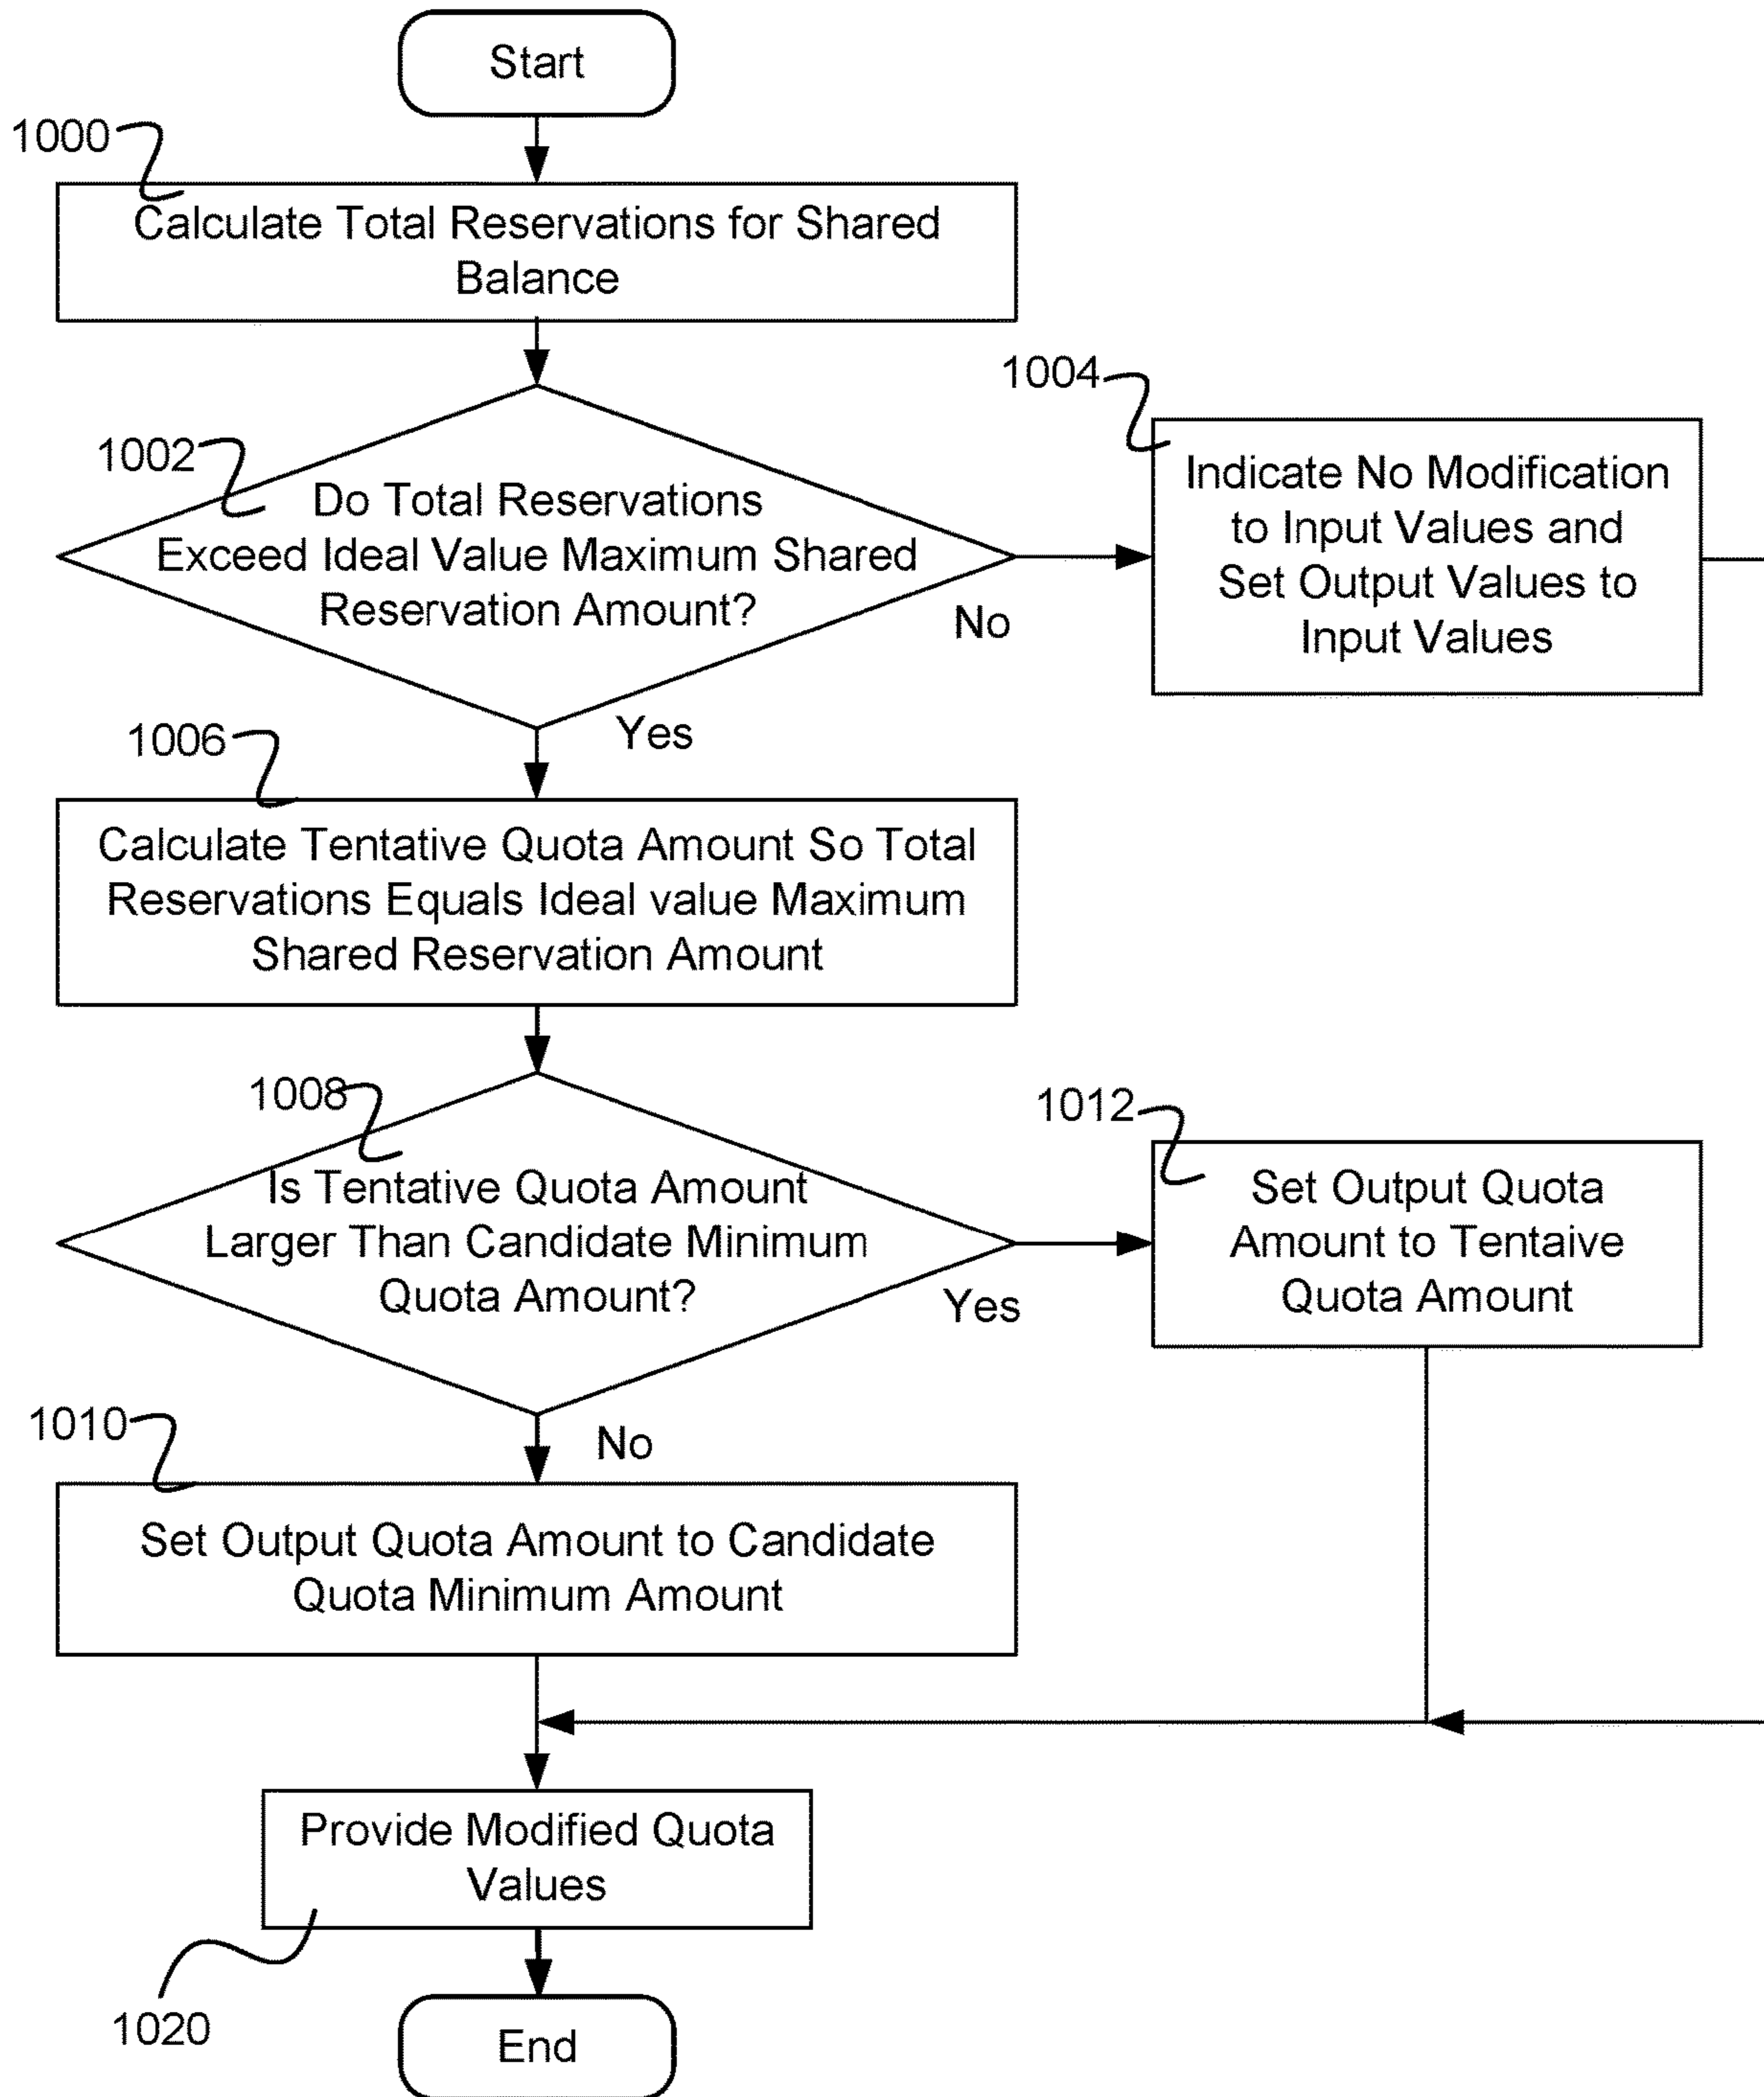 Start
1000
Calculate Total Reservations for Shared
Balance
1002
Do Total Reservations
Exceed Ideal Value Maximum Shared
Reservation Amount?
No
1004
Indicate No Modification
to Input Values and
Set Output Values to
Input Values
Yes
1006
Calculate Tentative Quota Amount So Total
Reservations Equals Ideal value Maximum
Shared Reservation Amount
1008
Is Tentative Quota Amount
Larger Than Candidate Minimum
Quota Amount?
Yes
1012
Set Output Quota
Amount to Tentaive
Quota Amount
No
1010
Set Output Quota Amount to Candidate
Quota Minimum Amount
Provide Modified Quota
Values
1020
End